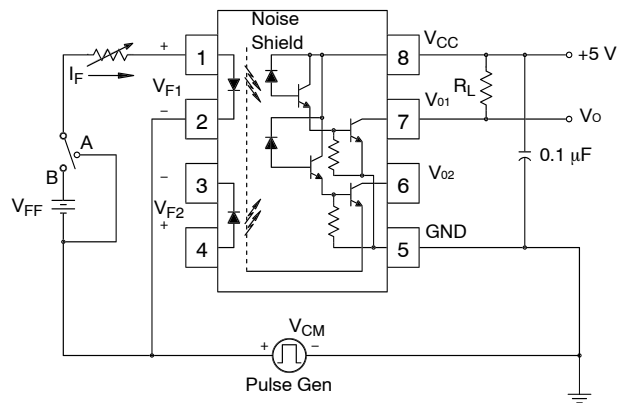 Noise
Shield
+ 1 8 VCC +5 V
IF
VF1
RL
− 2 7 V01 VO
A
B
0.1 μF
− 3 6 V02
VFF
VF2
+ 4 5 GND
VCM
+ −
Pulse Gen